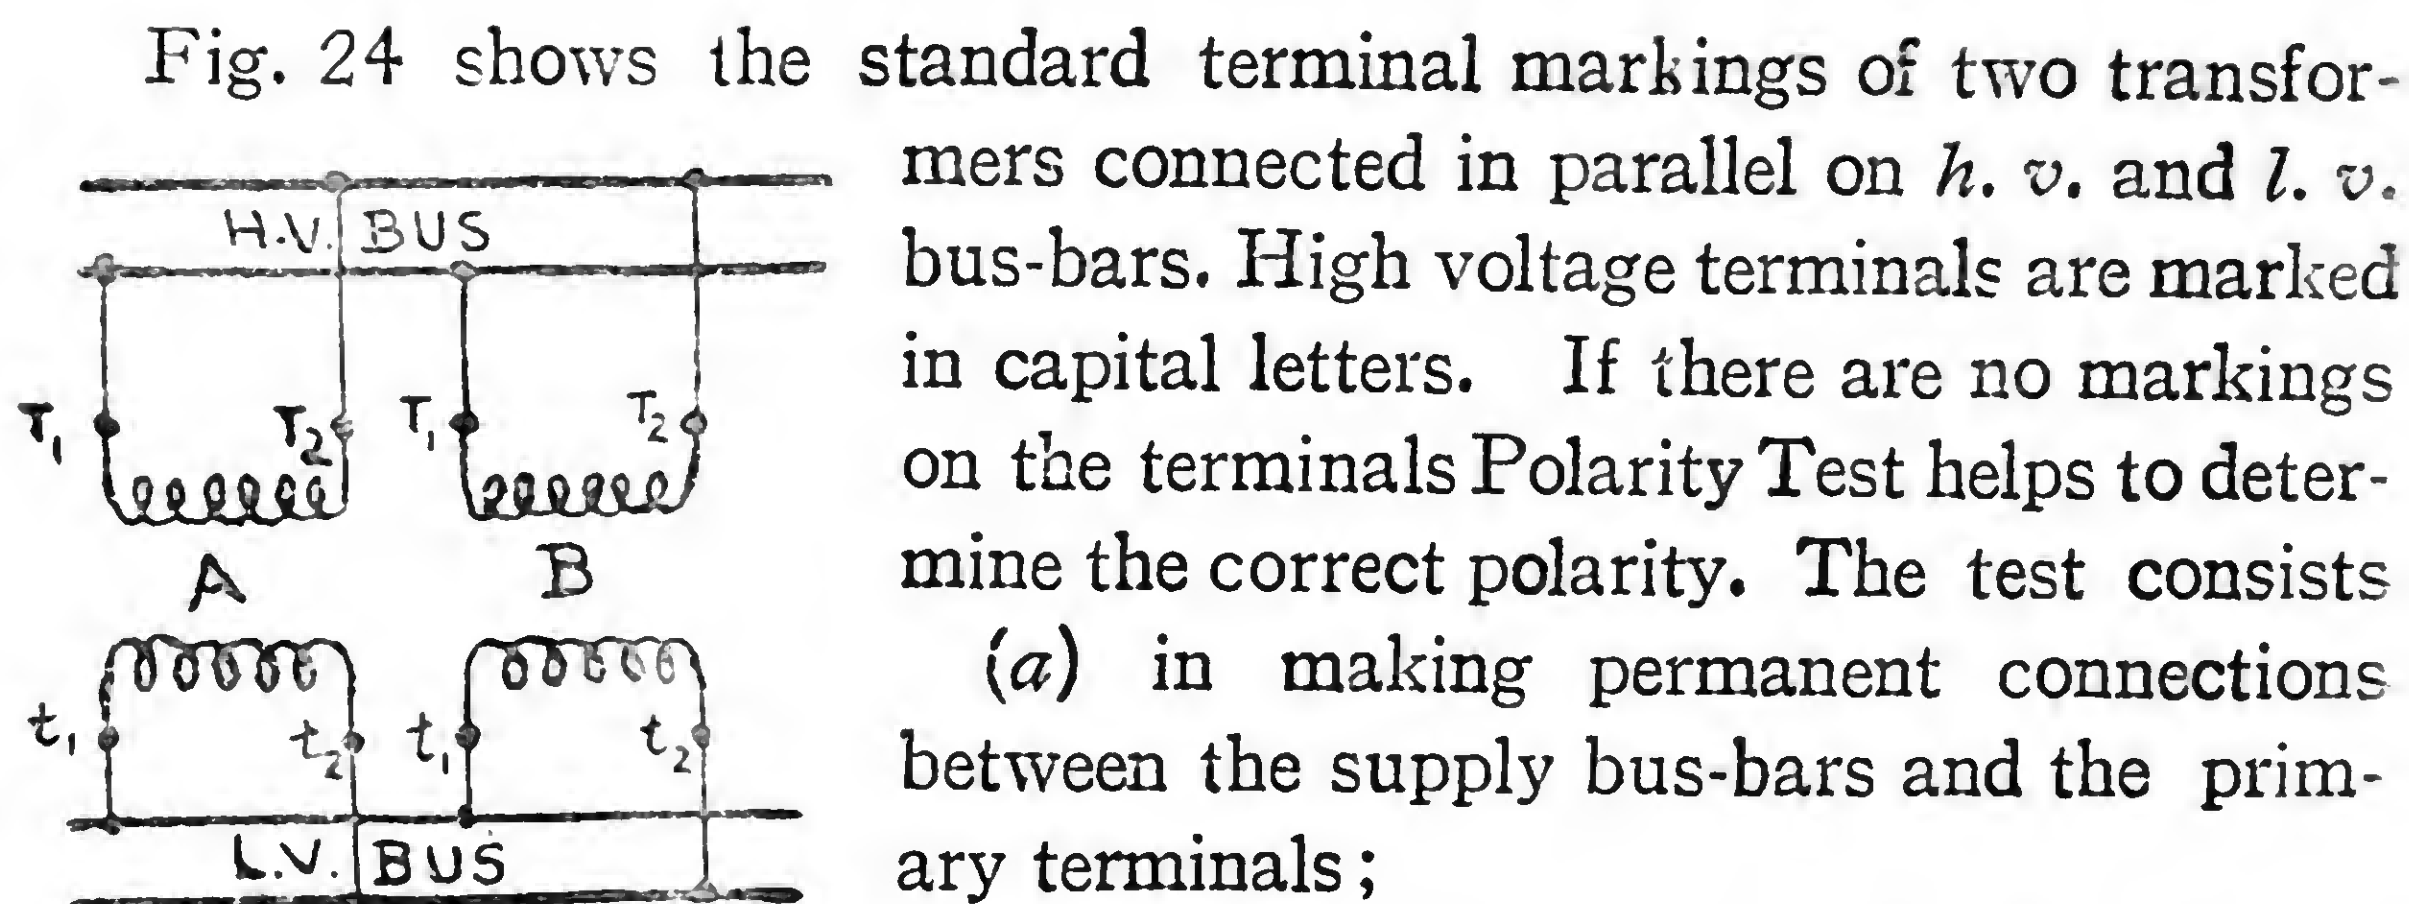 Fig. 24 shows the standard terminal markings of two transfor-
mers connected in parallel on h. v. and l. v.
bus-bars. High voltage terminals are marked
in capital letters. If there are no markings
on the terminals Polarity Test helps to deter-
mine the correct polarity. The test consists
(a) in making permanent connections
between the supply bus-bars and the prim-
ary terminals;
H.V. BUS
T₁ T₂ T₁ T₂
A B
t₁ t₂ t₁ t₂
L.V. BUS